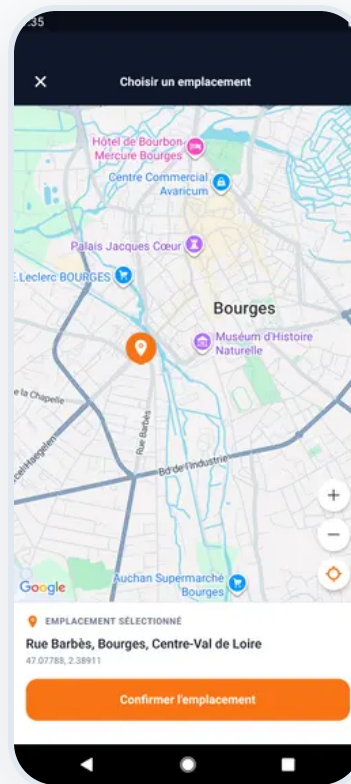 :35
Choisir un emplacement
Hôtel de Bourbon
Mercure Bourges
Centre Commercial
Avaricum
Palais Jacques Cœur
E.Leclerc BOURGES
Bourges
Muséum d'Histoire
Naturelle
e la Chapelle
Rue Barbès
cel-Haegelen
Bd de l'Industrie
Auchan Supermarché
Bourges
Google
EMPLACEMENT SÉLECTIONNÉ
Rue Barbès, Bourges, Centre-Val de Loire
47.07788, 2.38911
Confirmer l'emplacement